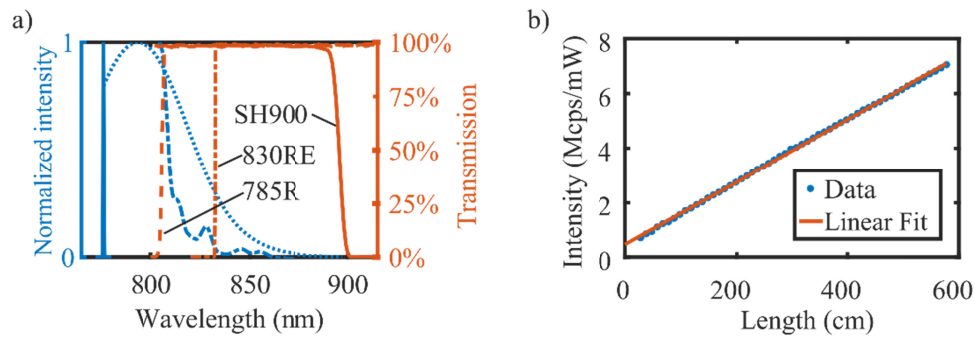 a)
Normalized intensity
1
0
SH900
830RE
785R
100%
75%
50%
25%
0%
Transmission
800
850
900
Wavelength (nm)
b)
Intensity (Mcps/mW)
8
6
4
2
0
Data
Linear Fit
0
200
400
600
Length (cm)